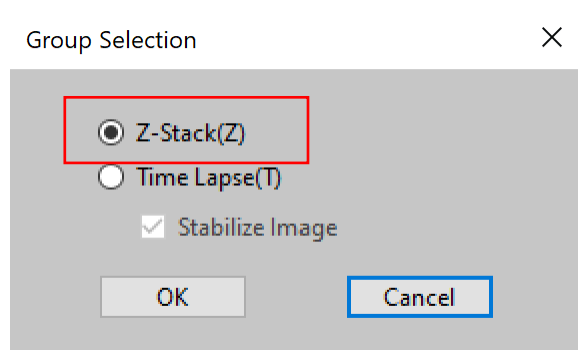 Group Selection
Z-Stack(Z)
Time Lapse(T)
Stabilize Image
OK
Cancel